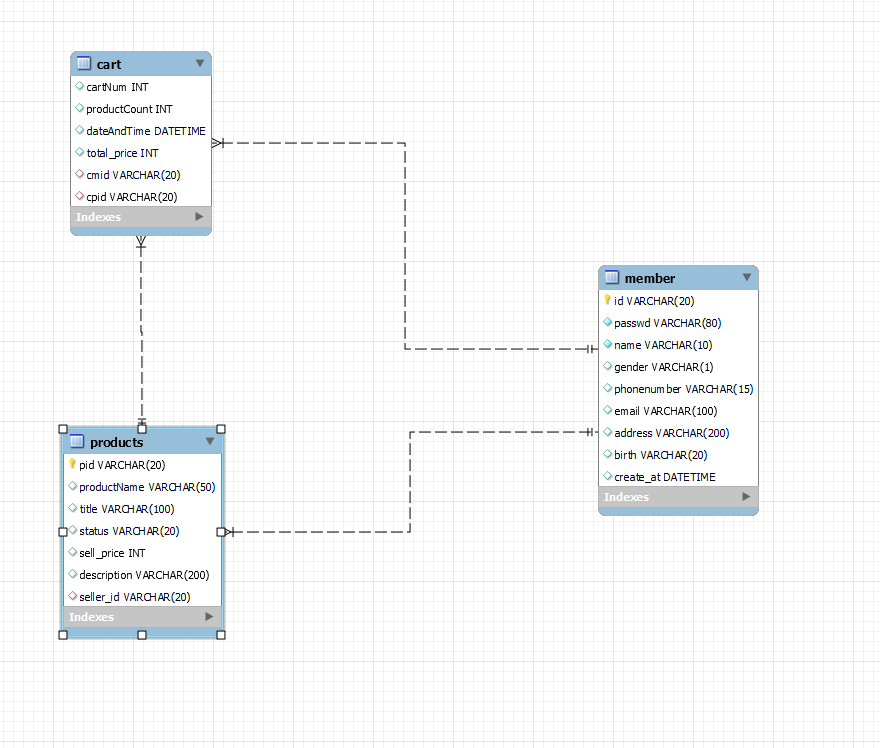 cart
cartNum INT
productCount INT
dateAndTime DATETIME
total_price INT
cmid VARCHAR(20)
cpid VARCHAR(20)
Indexes
member
id VARCHAR(20)
passwd VARCHAR(80)
name VARCHAR(10)
gender VARCHAR(1)
phonenumber VARCHAR(15)
email VARCHAR(100)
address VARCHAR(200)
birth VARCHAR(20)
create_at DATETIME
Indexes
products
pid VARCHAR(20)
productName VARCHAR(50)
title VARCHAR(100)
status VARCHAR(20)
sell_price INT
description VARCHAR(200)
seller_id VARCHAR(20)
Indexes